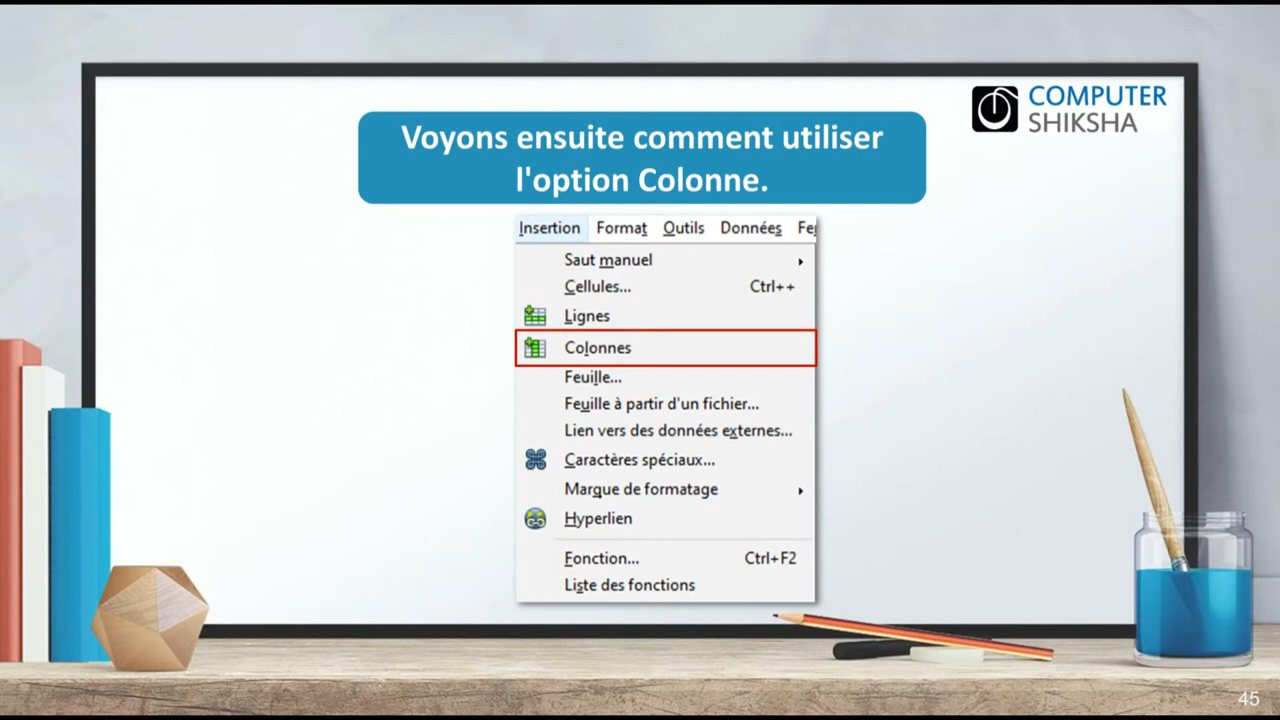 COMPUTER
SHIKSHA
Voyons ensuite comment utiliser
l'option Colonne.
Insertion Format Outils Données Fe
Saut manuel
Cellules... Ctrl++
Lignes
Colonnes
Feuille...
Feuille à partir d'un fichier...
Lien vers des données externes...
Caractères spéciaux...
Marque de formatage
Hyperlien
Fonction... Ctrl+F2
Liste des fonctions
45